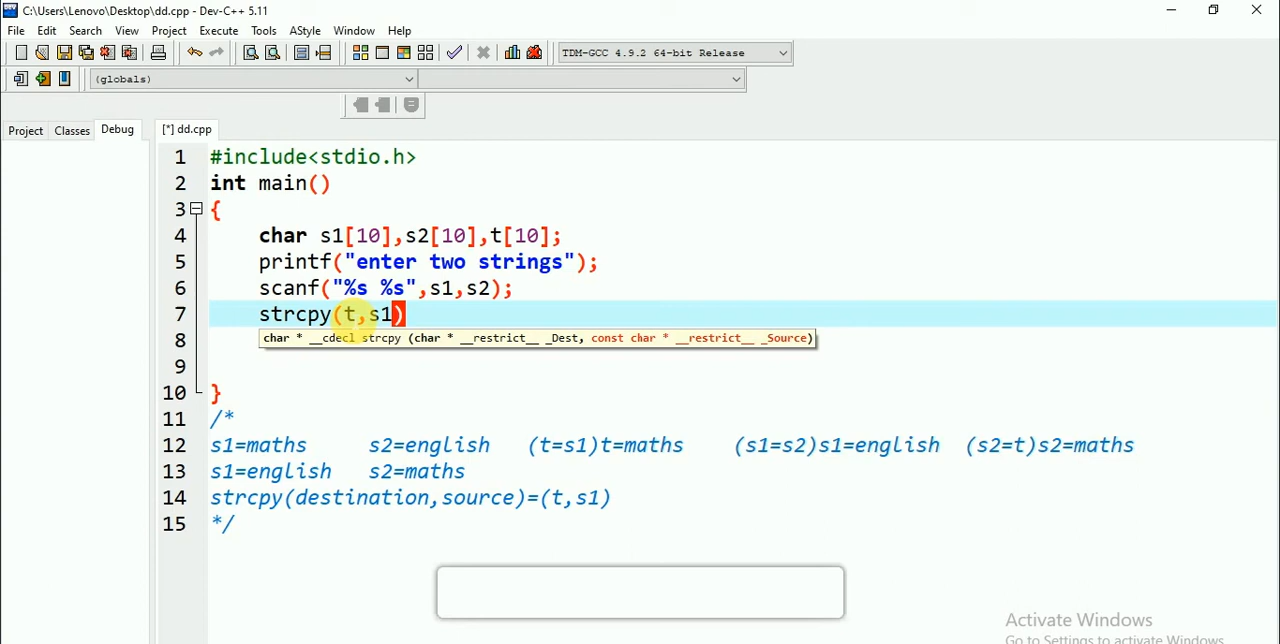 C:\Users\Lenovo\Desktop\dd.cpp - Dev-C++ 5.11
File Edit Search View Project Execute Tools AStyle Window Help
TDM-GCC 4.9.2 64-bit Release
(globals)
Project Classes Debug [*] dd.cpp
1 #include<stdio.h>
2 int main()
3 {
4 char s1[10],s2[10],t[10];
5 printf("enter two strings");
6 scanf("%s %s",s1,s2);
7 strcpy(t,s1)
8 char * __cdecl strcpy (char * __restrict__ _Dest, const char * __restrict__ _Source)
9
10 }
11 /*
12 s1=maths s2=english (t=s1)t=maths (s1=s2)s1=english (s2=t)s2=maths
13 s1=english s2=maths
14 strcpy(destination,source)=(t,s1)
15 */
Activate Windows
Go to Settings to activate Windows